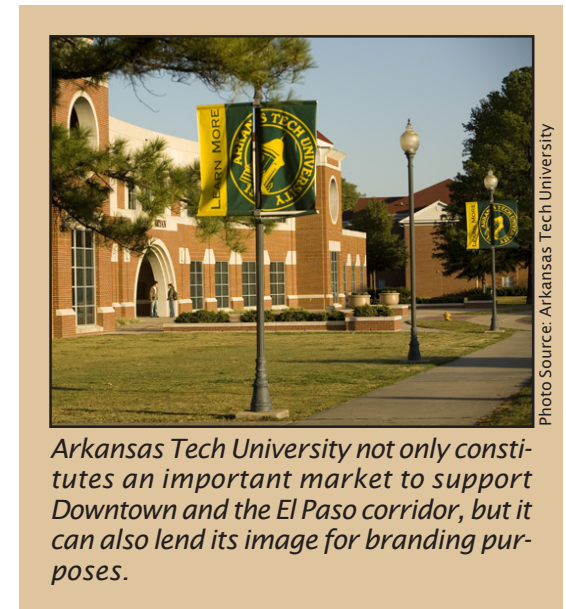 LEARN MORE
ARKANSAS TECH UNIVERSITY
Photo Source: Arkansas Tech University
Arkansas Tech University not only consti-
tutes an important market to support
Downtown and the El Paso corridor, but it
can also lend its image for branding pur-
poses.